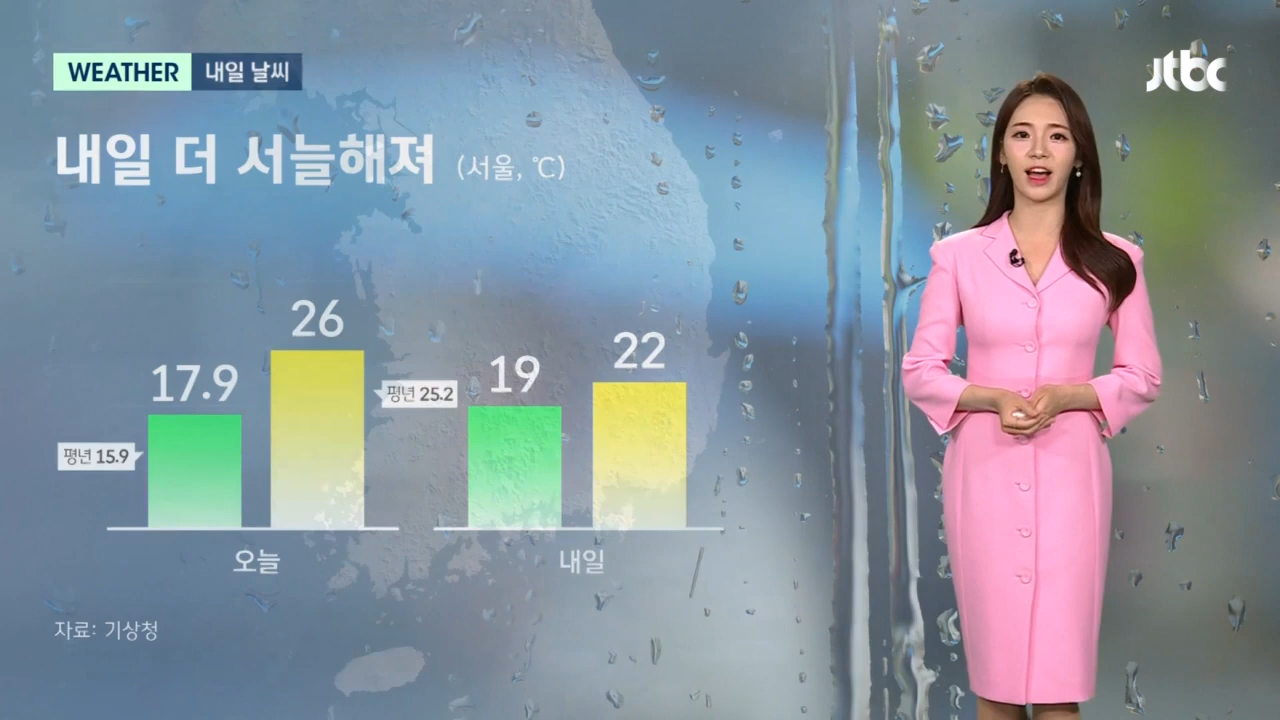 WEATHER 내일 날씨
jtbc
내일 더 서늘해져 (서울, ℃)
17.9
26
19
22
평년 15.9
평년 25.2
오늘
내일
자료: 기상청